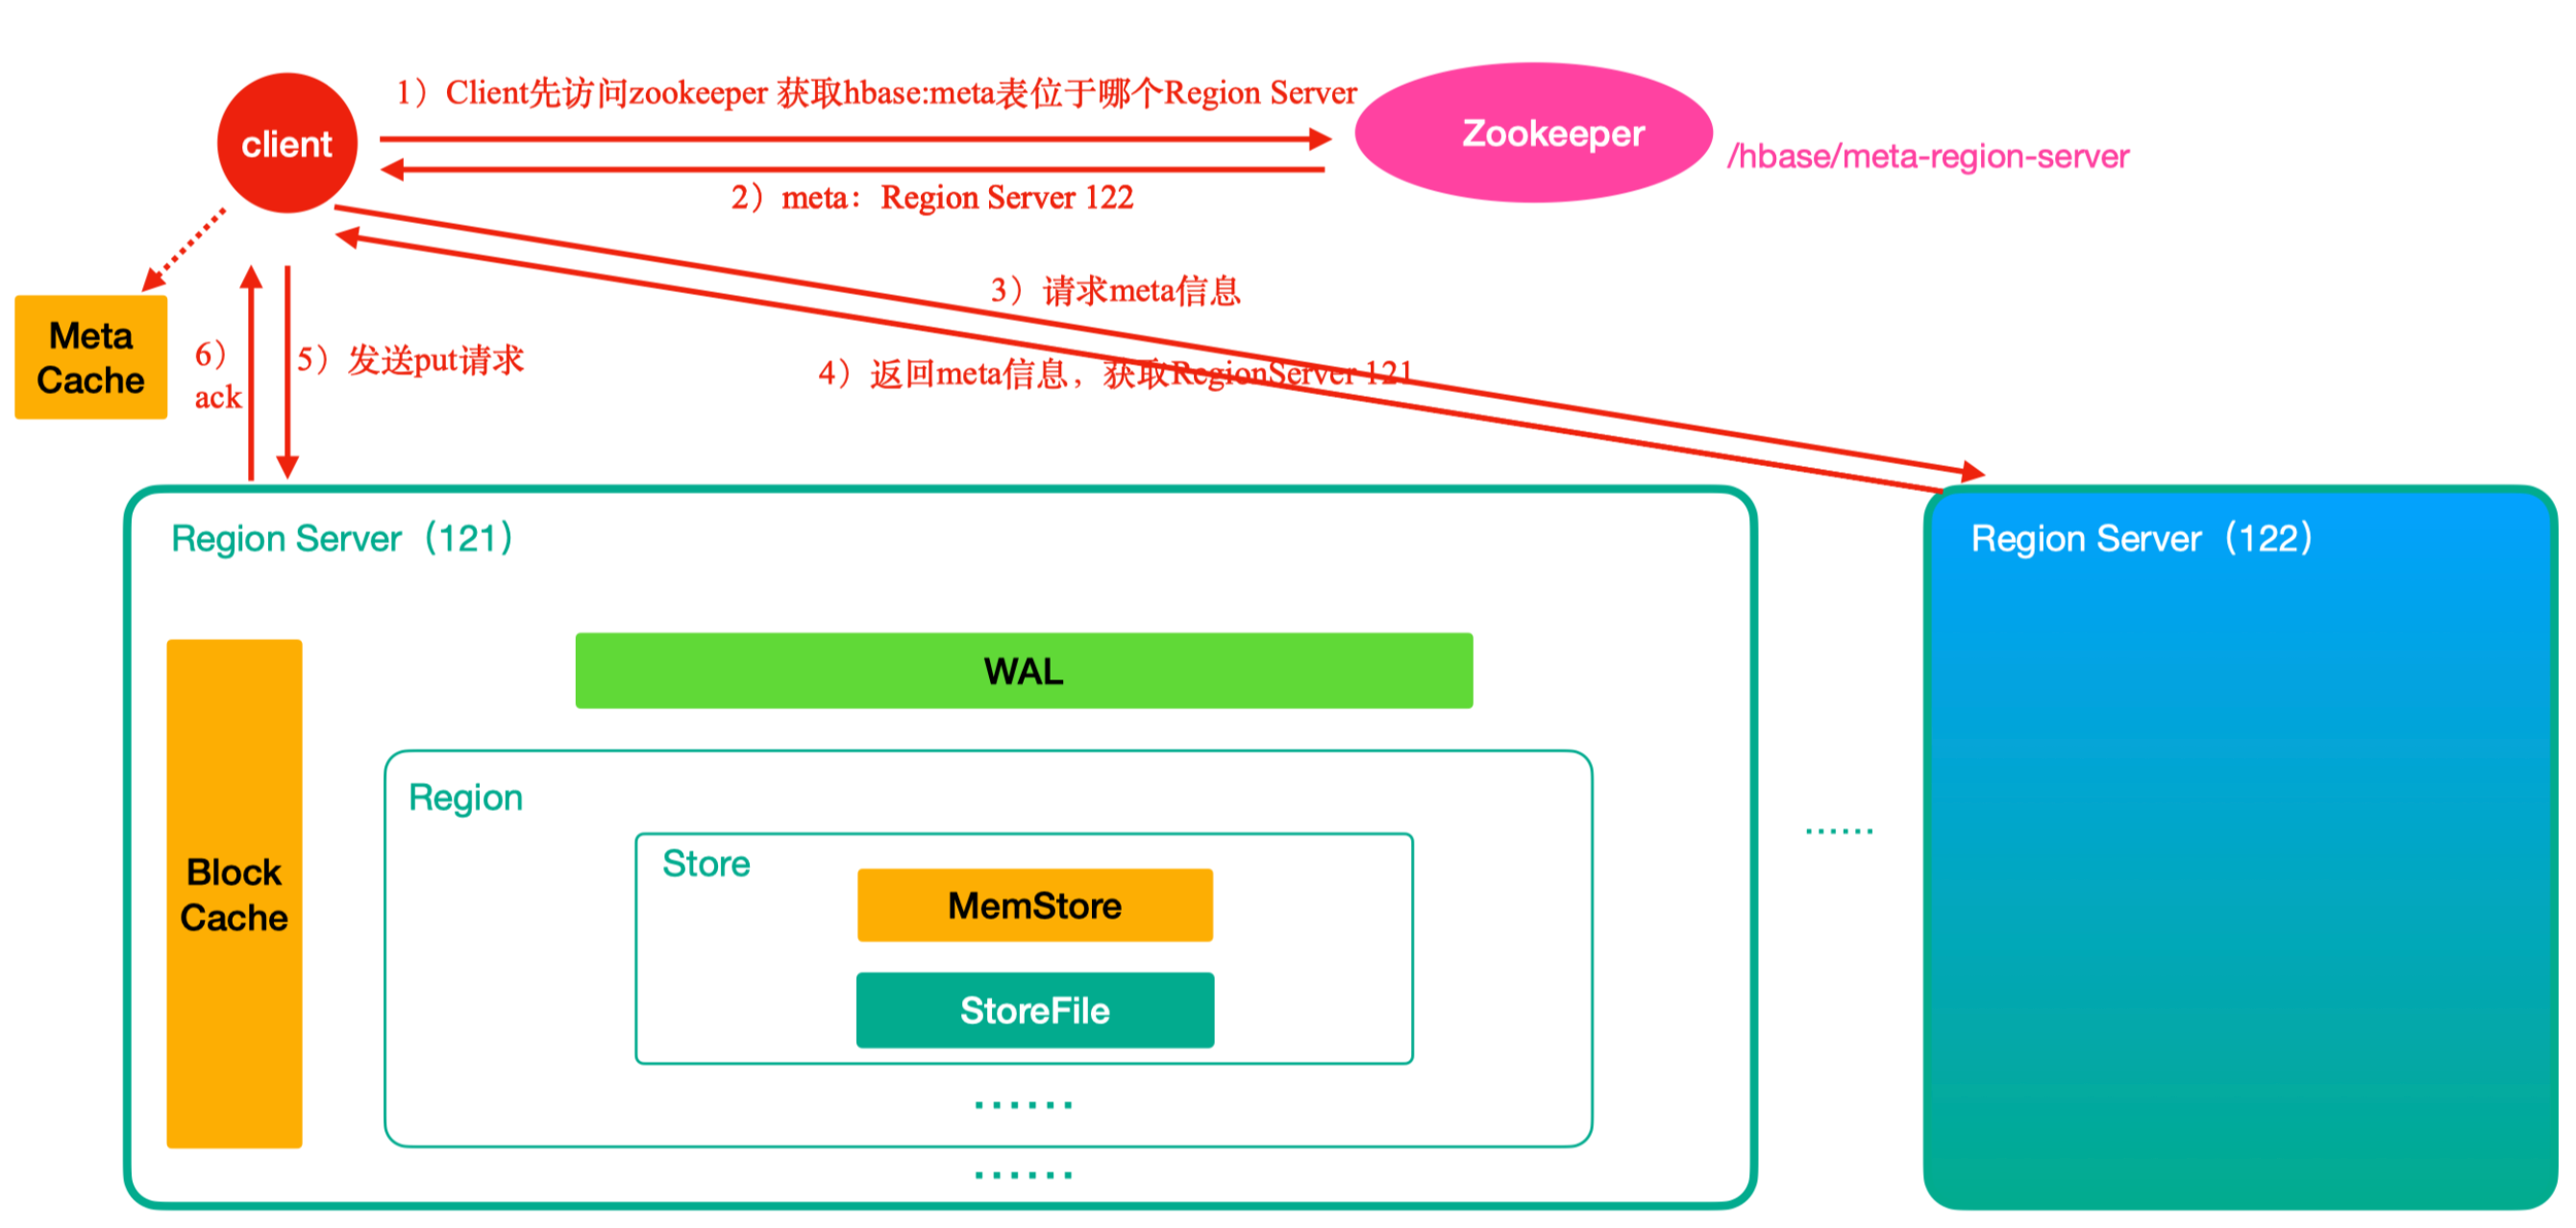 1）Client先访问zookeeper 获取hbase:meta表位于哪个Region Server
client
Zookeeper
/hbase/meta-region-server
2）meta：Region Server 122
3）请求meta信息
Meta
Cache
6）
ack
5）发送put请求
4）返回meta信息，获取RegionServer 121
Region Server（121）
Region Server（122）
WAL
Region
Store
Block
Cache
MemStore
StoreFile
......
......
......